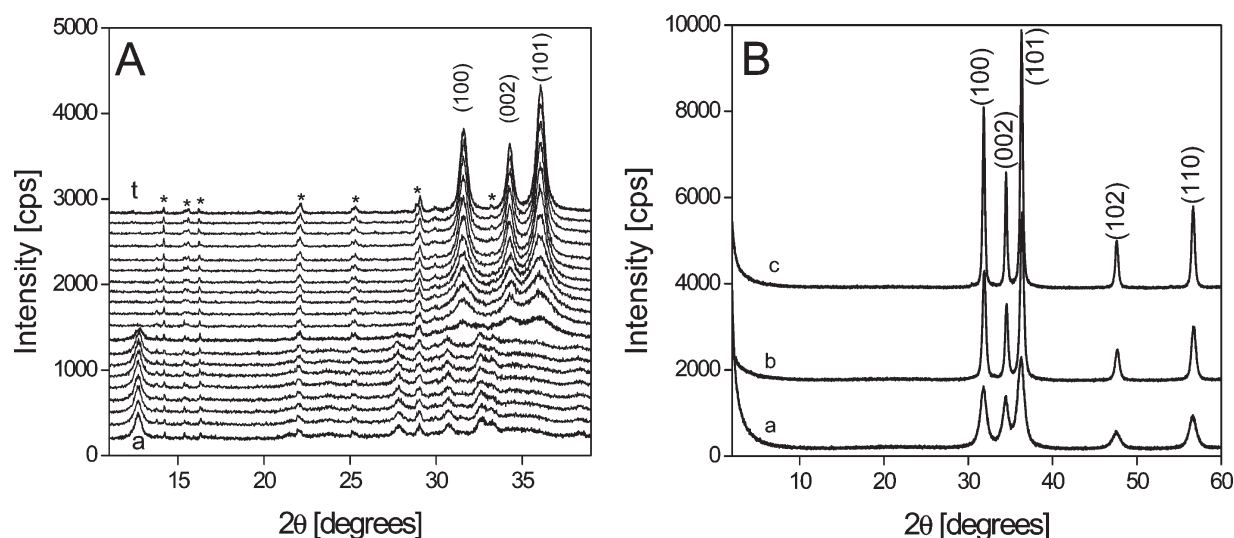 A
5000
4000
3000
2000
1000
0
Intensity [cps]
15 20 25 30 35
2θ [degrees]
(100)
(002)
(101)
t
* * * * * * *
a
B
10000
8000
6000
4000
2000
0
Intensity [cps]
10 20 30 40 50 60
2θ [degrees]
(100)
(002)
(101)
(102)
(110)
c
b
a